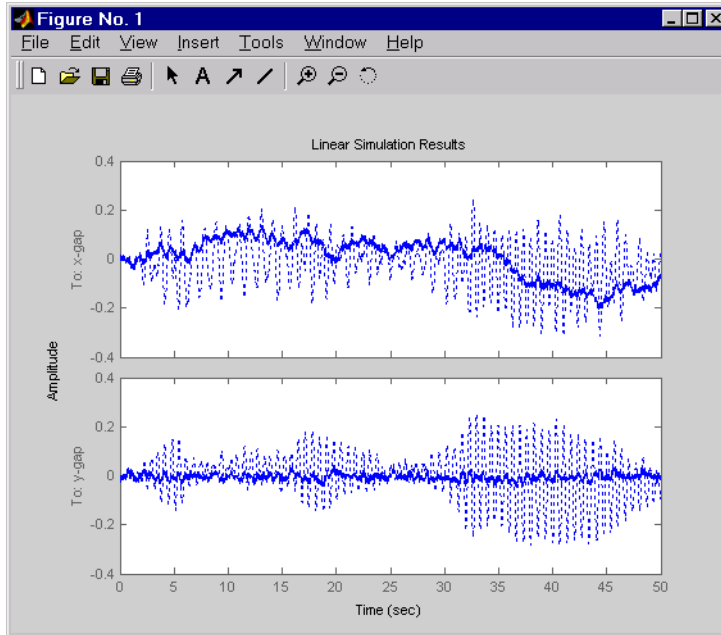 Figure No. 1
File Edit View Insert Tools Window Help
A
Linear Simulation Results
Amplitude
To: x-gap
0.4
0.2
0
-0.2
-0.4
To: y-gap
0.4
0.2
0
-0.2
-0.4
0 5 10 15 20 25 30 35 40 45 50
Time (sec)